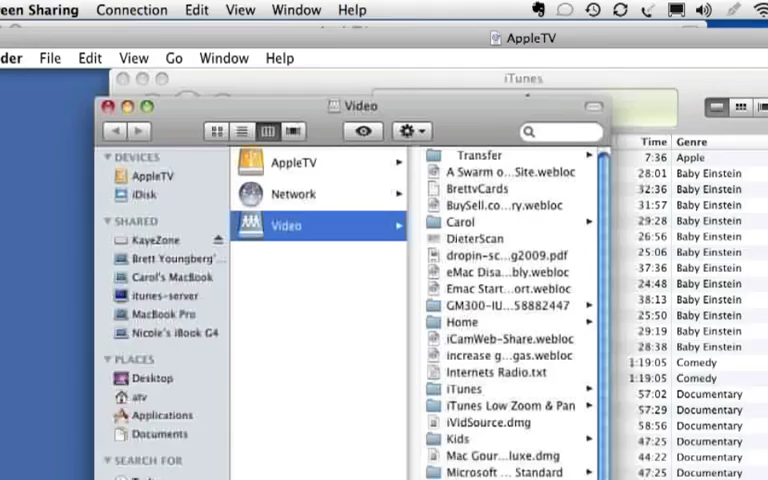 reen Sharing Connection Edit View Window Help
AppleTV
der File Edit View Go Window Help
iTunes
Video
DEVICES
AppleTV
iDisk
SHARED
KayeZone
Brett Youngberg'...
Carol's MacBook
itunes-server
MacBook Pro
Nicole's iBook G4
PLACES
Desktop
atv
Applications
Documents
SEARCH FOR
AppleTV
Network
Video
Transfer
A Swarm o...Site.webloc
BrettvCards
BuySell.co...ry.webloc
Carol
DieterScan
dropin-sc...g2009.pdf
eMac Disa...bly.webloc
Emac Start...ort.webloc
GM300-IU...58882447
Home
iCamWeb-Share.webloc
increase g...gas.webloc
Internets Radio.txt
iTunes
iTunes Low Zoom & Pan
iVidSource.dmg
Kids
Mac Gour...luxe.dmg
Microsoft ... Standard
Time Genre
7:36 Apple
28:01 Baby Einstein
32:36 Baby Einstein
31:57 Baby Einstein
29:28 Baby Einstein
26:56 Baby Einstein
25:06 Baby Einstein
37:36 Baby Einstein
24:48 Baby Einstein
38:13 Baby Einstein
25:50 Baby Einstein
29:19 Baby Einstein
28:38 Baby Einstein
1:19:05 Comedy
1:19:05 Comedy
57:02 Documentary
57:29 Documentary
58:56 Documentary
47:25 Documentary
44:22 Documentary
47:25 Documentary